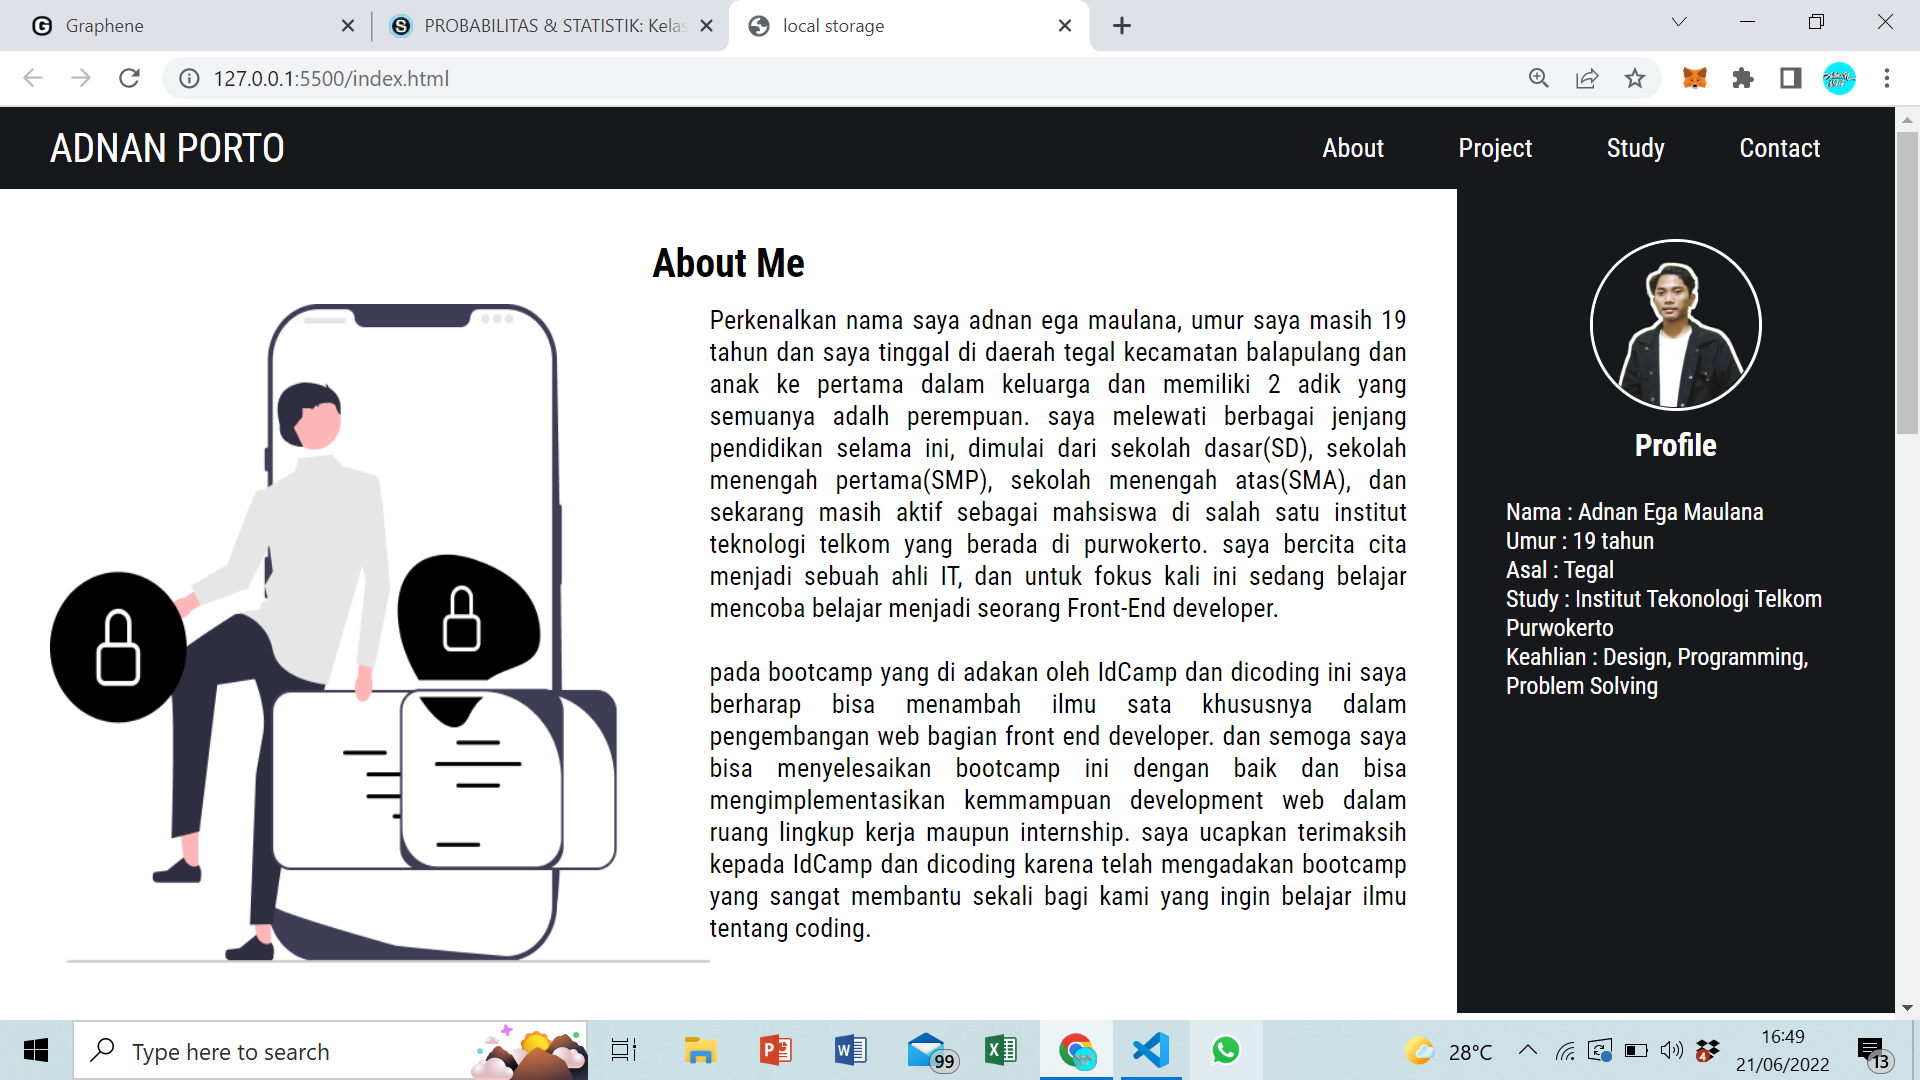 Graphene
PROBABILITAS & STATISTIK: Kelas
local storage
127.0.0.1:5500/index.html
ADNAN PORTO
About
Project
Study
Contact
About Me
Perkenalkan nama saya adnan ega maulana, umur saya masih 19
tahun dan saya tinggal di daerah tegal kecamatan balapulang dan
anak ke pertama dalam keluarga dan memiliki 2 adik yang
semuanya adalh perempuan. saya melewati berbagai jenjang
pendidikan selama ini, dimulai dari sekolah dasar(SD), sekolah
menengah pertama(SMP), sekolah menengah atas(SMA), dan
sekarang masih aktif sebagai mahsiswa di salah satu institut
teknologi telkom yang berada di purwokerto. saya bercita cita
menjadi sebuah ahli IT, dan untuk fokus kali ini sedang belajar
mencoba belajar menjadi seorang Front-End developer.
pada bootcamp yang di adakan oleh IdCamp dan dicoding ini saya
berharap bisa menambah ilmu sata khususnya dalam
pengembangan web bagian front end developer. dan semoga saya
bisa menyelesaikan bootcamp ini dengan baik dan bisa
mengimplementasikan kemmampuan development web dalam
ruang lingkup kerja maupun internship. saya ucapkan terimaksih
kepada IdCamp dan dicoding karena telah mengadakan bootcamp
yang sangat membantu sekali bagi kami yang ingin belajar ilmu
tentang coding.
Profile
Nama : Adnan Ega Maulana
Umur : 19 tahun
Asal : Tegal
Study : Institut Tekonologi Telkom
Purwokerto
Keahlian : Design, Programming,
Problem Solving
Type here to search
99
28°C
4
16:49
21/06/2022
13